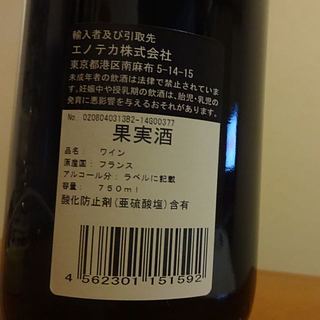 輸入者及び引取先
エノテカ株式会社
東京都港区南麻布5-14-15
未成年者の飲酒は法律で禁止されていま
す。妊娠中や授乳期の飲酒は、胎児・乳児の
発育に悪影響を与えるおそれがあります。
No. 0208040313B2-14G00377
果実酒
品名: ワイン
原産国: フランス
アルコール分: ラベルに記載
容量: 750ml
酸化防止剤(亜硫酸塩)含有
4 562301 151592